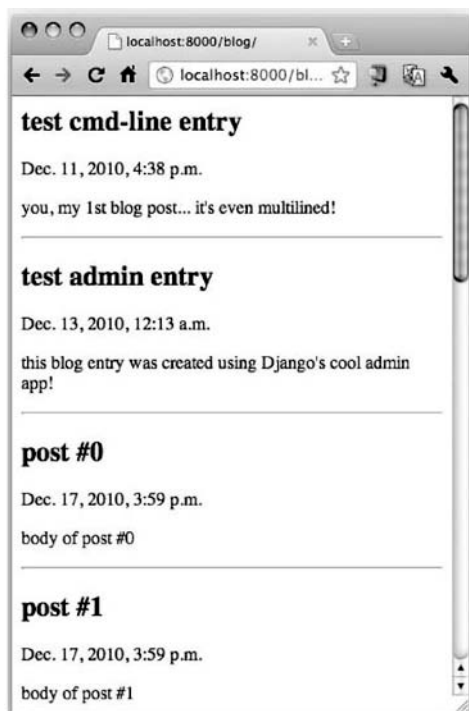 localhost:8000/blog/
localhost:8000/bl...
test cmd-line entry
Dec. 11, 2010, 4:38 p.m.
you, my 1st blog post... it's even multilined!
test admin entry
Dec. 13, 2010, 12:13 a.m.
this blog entry was created using Django's cool admin
app!
post #0
Dec. 17, 2010, 3:59 p.m.
body of post #0
post #1
Dec. 17, 2010, 3:59 p.m.
body of post #1